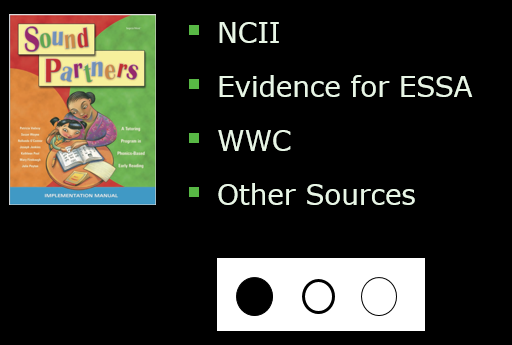 Sound
Partners
A Tutoring
Program in
Phonics-Based
Early Reading
IMPLEMENTATION MANUAL
NCII
Evidence for ESSA
WWC
Other Sources